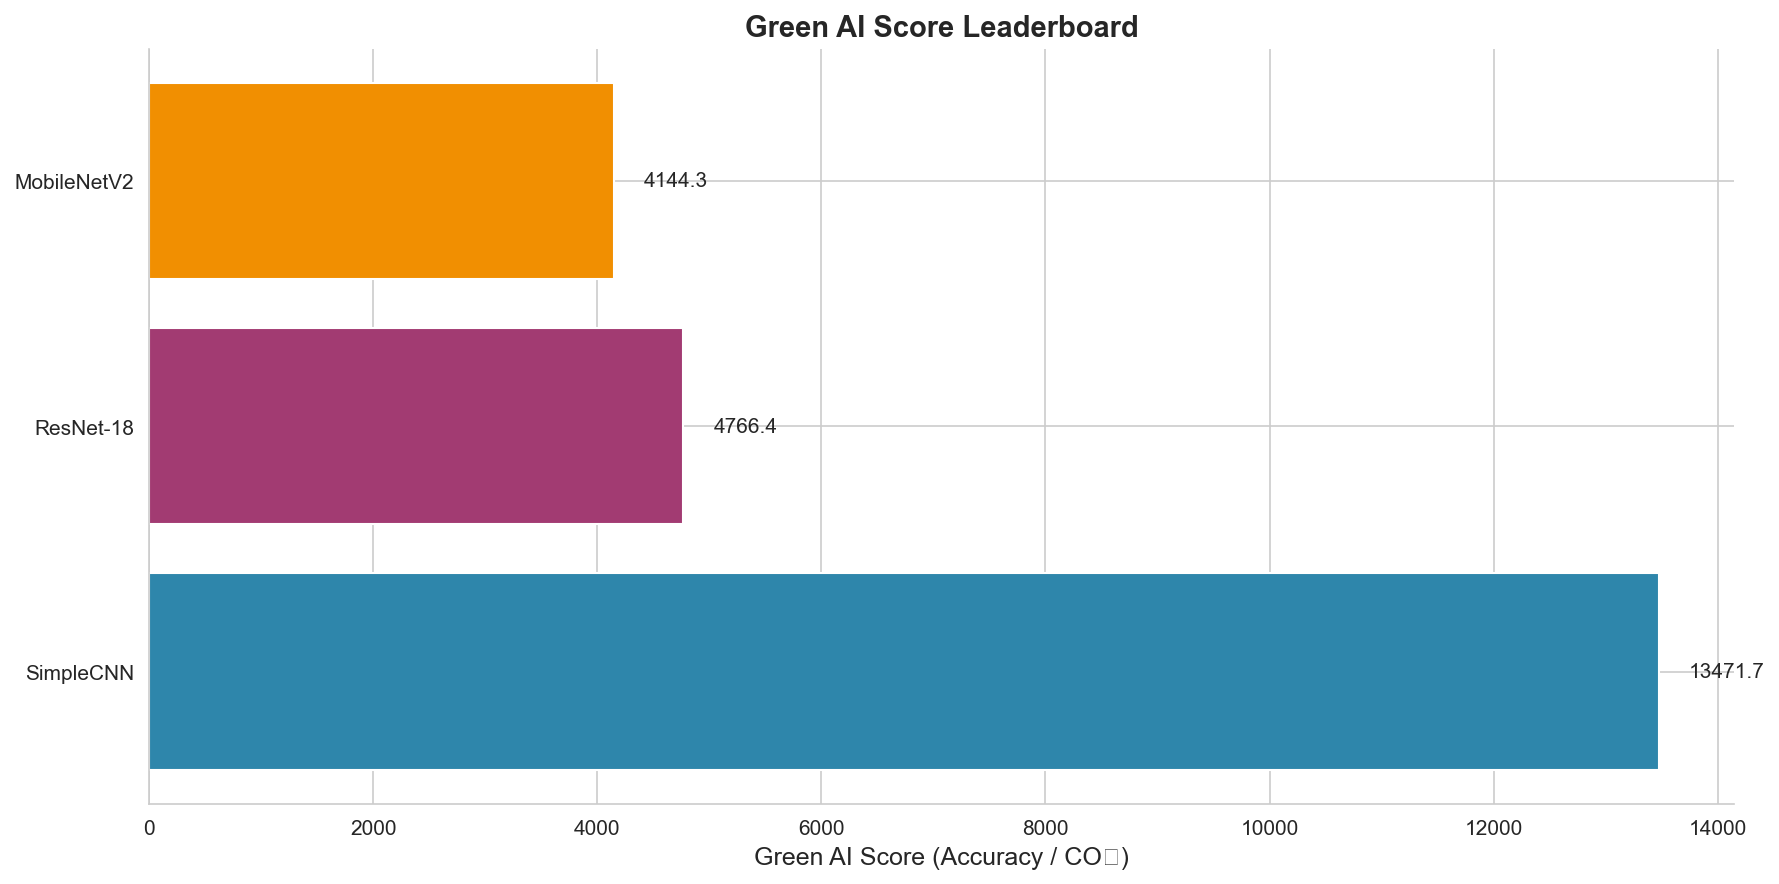 Green AI Score Leaderboard
MobileNetV2
4144.3
ResNet-18
4766.4
SimpleCNN
13471.7
0 2000 4000 6000 8000 10000 12000 14000
Green AI Score (Accuracy / CO□)